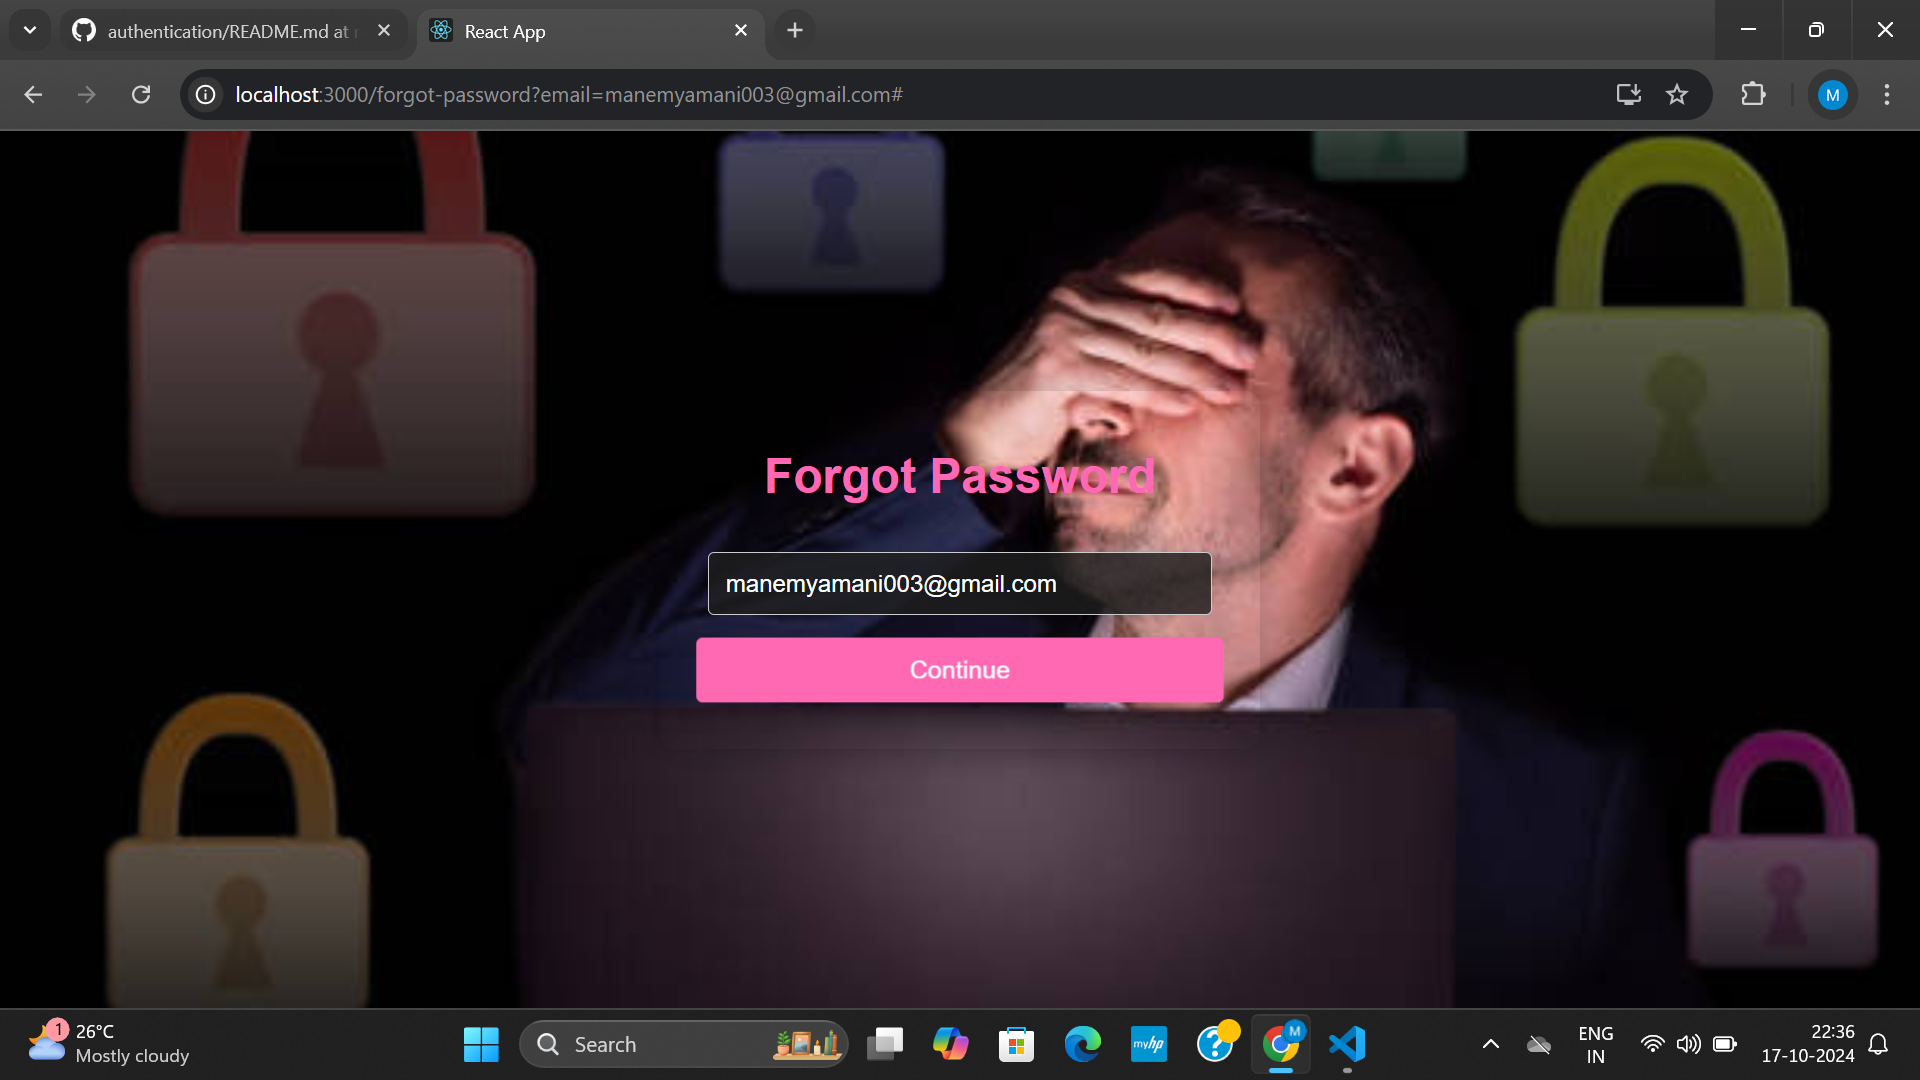 authentication/README.md at
React App
localhost:3000/forgot-password?email=manemyamani003@gmail.com#
M
Forgot Password
manemyamani003@gmail.com
Continue
1
26°C
Mostly cloudy
Search
myhp
?
M
ENG
IN
22:36
17-10-2024